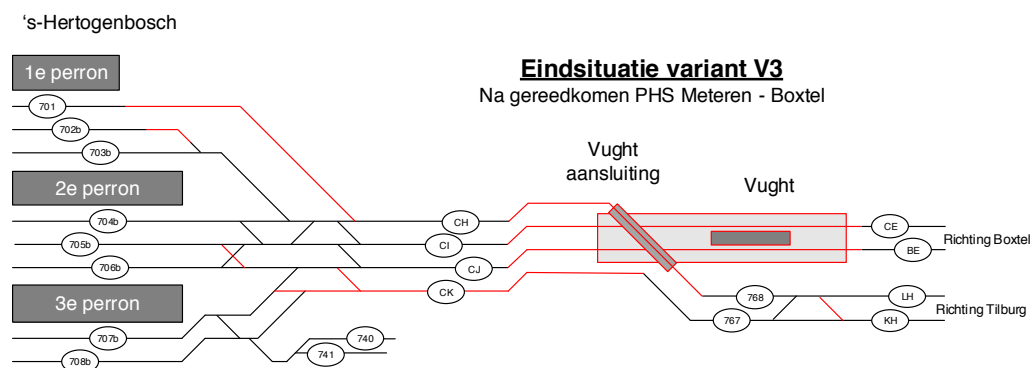 ‘s-Hertogenbosch
1e perron
Eindsituatie variant V3
Na gereedkomen PHS Meteren - Boxtel
701
702b
703b
Vught
aansluiting
Vught
2e perron
704b
CH
CE
705b
CI
Richting Boxtel
BE
706b
CJ
3e perron
CK
768
LH
Richting Tilburg
767
KH
707b
740
741
708b